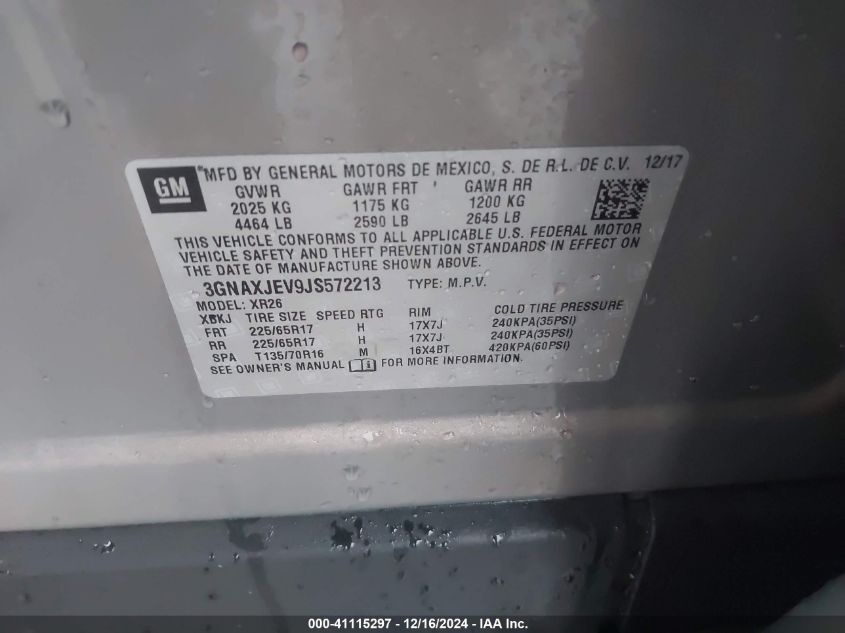 GM
*MFD BY GENERAL MOTORS DE MEXICO, S. DE R.L. DE C.V. 12/17
GVWR GAWR FRT GAWR RR
2025 KG 1175 KG 1200 KG
4464 LB 2590 LB 2645 LB
THIS VEHICLE CONFORMS TO ALL APPLICABLE U.S. FEDERAL MOTOR
VEHICLE SAFETY AND THEFT PREVENTION STANDARDS IN EFFECT ON
THE DATE OF MANUFACTURE SHOWN ABOVE.
3GNAXJEV9JS572213 TYPE: M.P.V.
MODEL: XR26
XBKJ TIRE SIZE SPEED RTG RIM COLD TIRE PRESSURE
FRT 225/65R17 H 17X7J 240KPA(35PSI)
RR 225/65R17 H 17X7J 240KPA(35PSI)
SPA T135/70R16 M 16X4BT 420KPA(60PSI)
SEE OWNER'S MANUAL i FOR MORE INFORMATION.
000-41115297 - 12/16/2024 - IAA Inc.